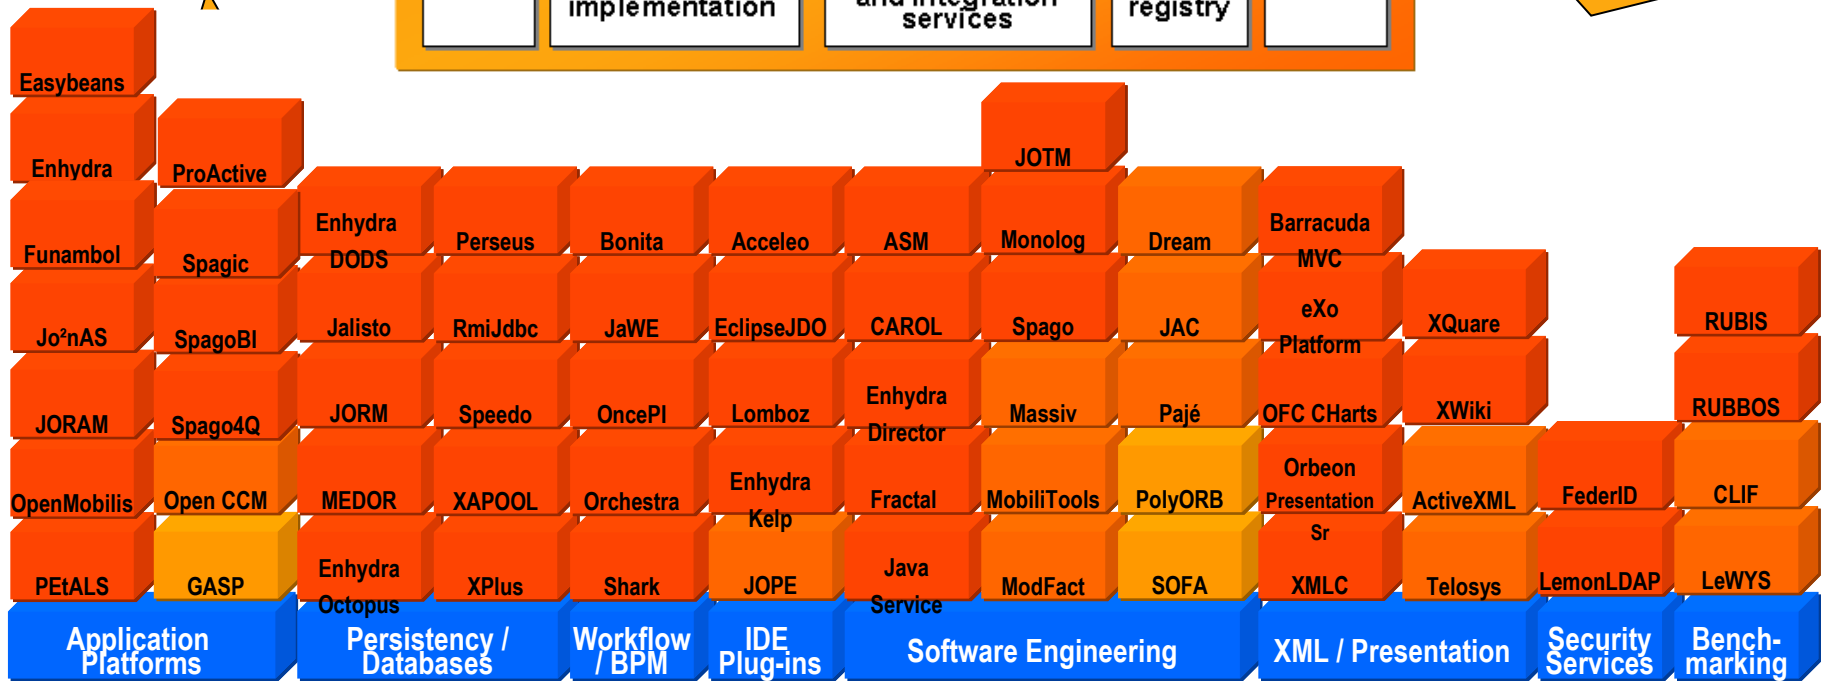 implementation
and integration
services
registry
Easybeans
Enhydra
ProActive
JOTM
Funambol
Spagic
Enhydra
DODS
Perseus
Bonita
Acceleo
ASM
Monolog
Dream
Barracuda
MVC
Jo²nAS
SpagoBI
Jalisto
RmiJdbc
JaWE
EclipseJDO
CAROL
Spago
JAC
eXo
Platform
XQuare
RUBIS
JORAM
Spago4Q
JORM
Speedo
OncePI
Lomboz
Enhydra
Director
Massiv
Pajé
OFC CHarts
XWiki
RUBBOS
OpenMobilis
Open CCM
MEDOR
XAPOOL
Orchestra
Enhydra
Kelp
Fractal
MobiliTools
PolyORB
Orbeon
Presentation
Sr
ActiveXML
FederID
CLIF
PEtALS
GASP
Enhydra
Octopus
XPlus
Shark
JOPE
Java
Service
ModFact
SOFA
XMLC
Telosys
LemonLDAP
LeWYS
Application
Platforms
Persistency /
Databases
Workflow
/ BPM
IDE
Plug-ins
Software Engineering
XML / Presentation
Security
Services
Bench-
marking